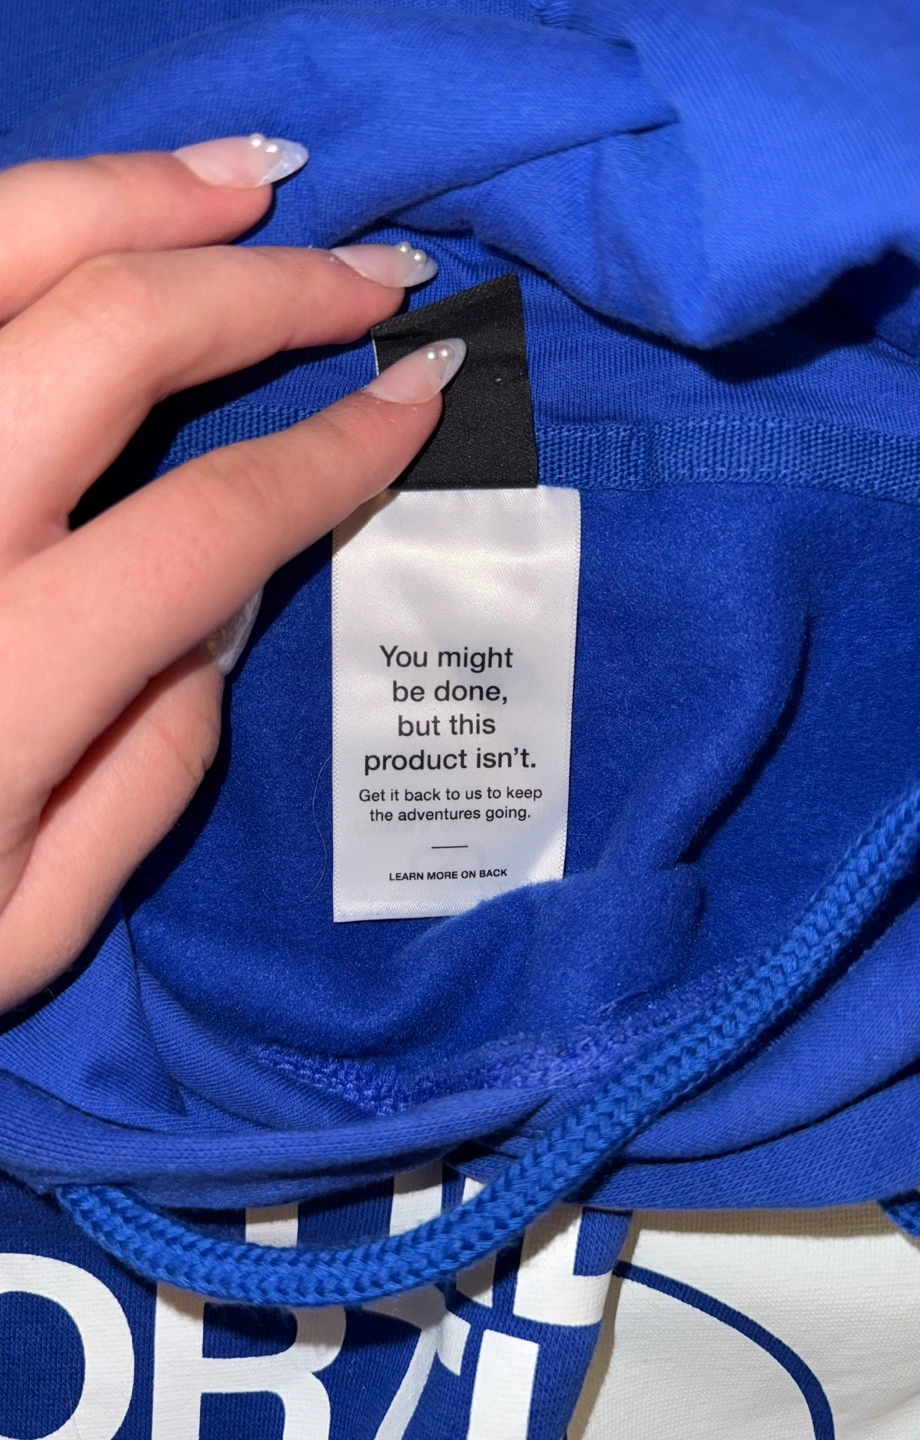 You might
be done,
but this
product isn't.
Get it back to us to keep
the adventures going.
LEARN MORE ON BACK